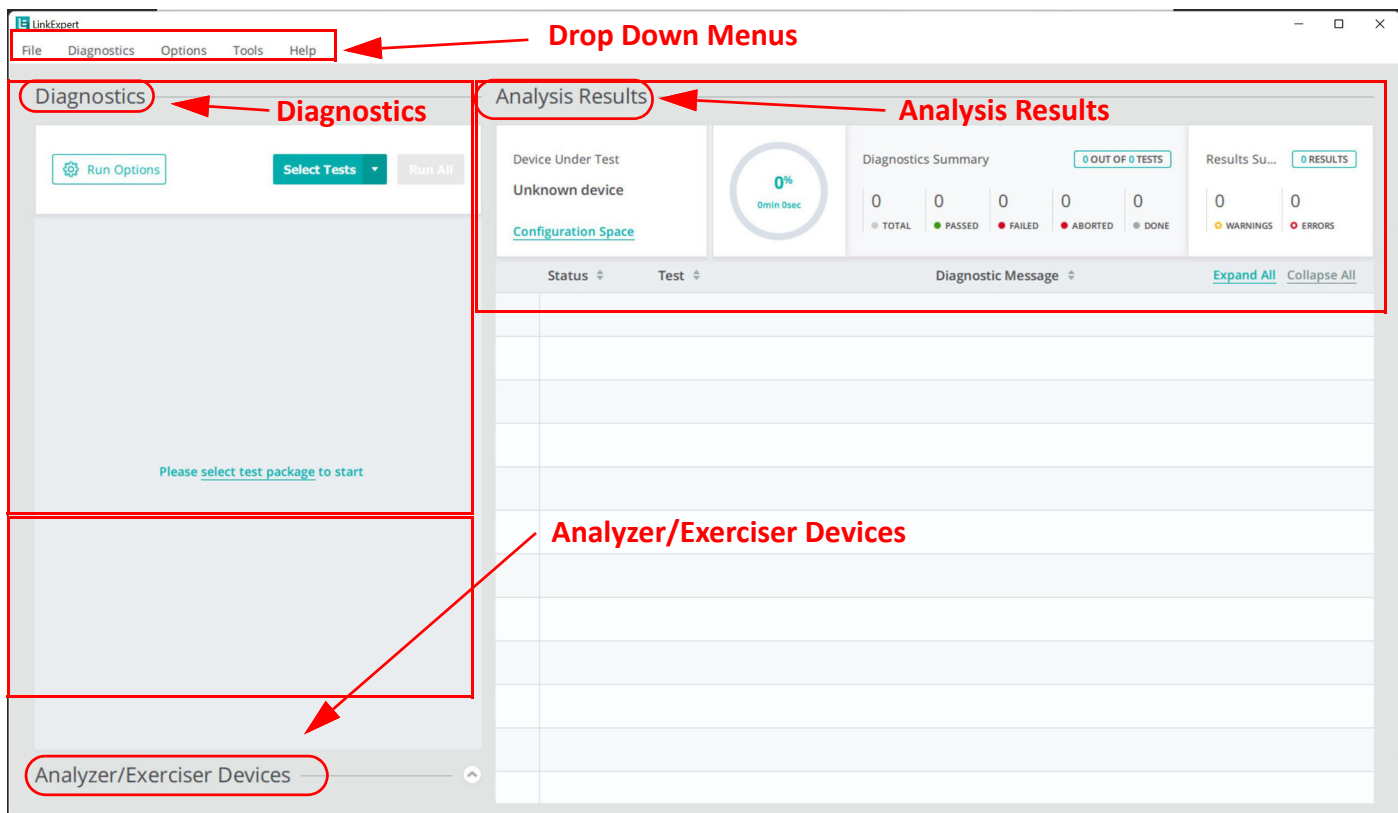 LinkExpert
File Diagnostics Options Tools Help
Drop Down Menus
Diagnostics
Diagnostics
Run Options
Select Tests
Run All
Please select test package to start
Analysis Results
Analysis Results
Device Under Test
Unknown device
Configuration Space
0%
0min 0sec
Diagnostics Summary
0 OUT OF 0 TESTS
0 0 0 0 0
TOTAL PASSED FAILED ABORTED DONE
Results Su...
0 RESULTS
0 0
WARNINGS ERRORS
Status Test Diagnostic Message Expand All Collapse All
Analyzer/Exerciser Devices
Analyzer/Exerciser Devices